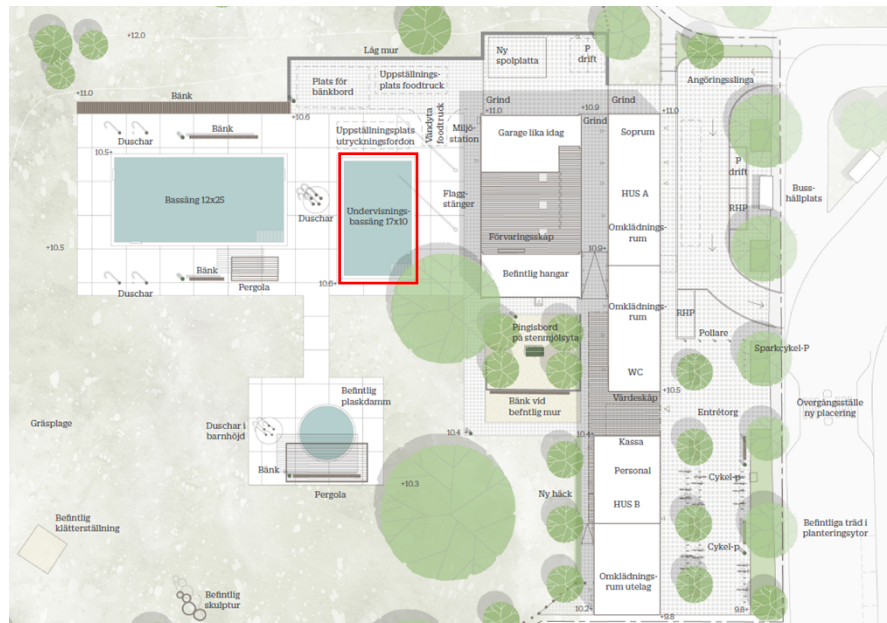 +12.0
Låg mur
Ny
spolplatta
P
drift
Angöringsslinga
Plats för
bänkbord
Uppställnings-
plats foodtruck
+11.0
Bänk
+10.6
Vändyta
foodtruck
Miljö-
station
Grind
+11.0
+10.9
Grind
Grind
+11.0
Duschar
Bänk
Uppställningsplats
utryckningsfordon
Garage lika idag
Soprum
10.5+
P
drift
Bassäng 12x25
Duschar
Undervisnings-
bassäng 17x10
Flagg-
stänger
HUS A
Omklädnings-
rum
RHP
Buss-
hållplats
+10.5
Förvaringsskåp
10.9+
Bänk
Pergola
Duschar
10.6+
Befintlig hangar
Omklädnings-
rum
RHP
Pollare
Pingisbord
på stenmjölsyta
Sparkcykel-P
WC
Befintlig
plaskdamm
Bänk vid
befntlig mur
Värdeskåp
+10.5
Övergångsställe
ny placering
Gräsplage
Duschar i
barnhöjd
10.4
10.4
Entrétorg
Kassa
Bänk
Pergola
+10.3
Personal
Cykel-p
Ny häck
HUS B
Befintlig
klätterställning
Befintliga träd i
planteringsytor
Cykel-p
Befintlig
skulptur
Omklädnings-
rum utelag
10.2
+9.8
9.8+